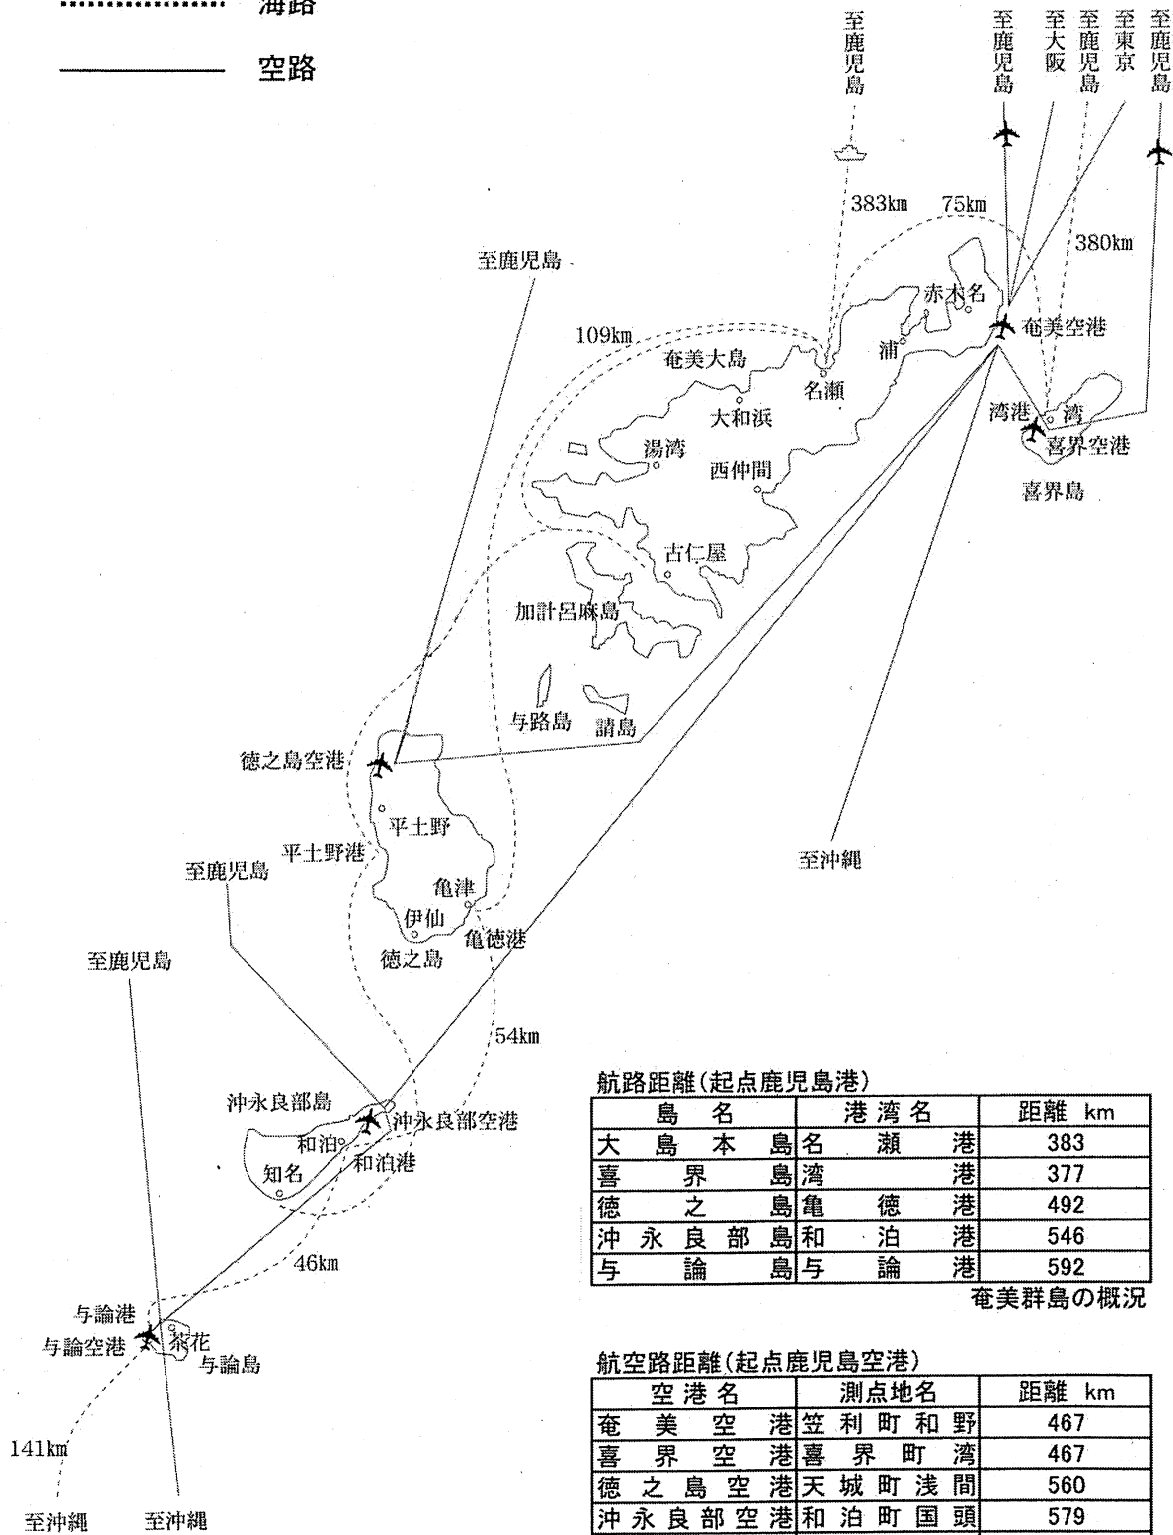 海路
空路
至鹿児島
至鹿児島
至大阪
至鹿児島
至東京
至鹿児島
383km
75km
380km
至鹿児島
赤木名
奄美空港
109km
奄美大島
浦
名瀬
大和浜
湾港
湾
喜界空港
喜界島
湯湾
西仲間
古仁屋
加計呂麻島
与路島
請島
徳之島空港
平土野
平土野港
至沖縄
至鹿児島
亀津
伊仙
亀徳港
徳之島
至鹿児島
54km
沖永良部島
沖永良部空港
和泊
和泊港
知名
46km
与論港
与論空港
茶花
与論島
141km
至沖縄
至沖縄
航路距離(起点鹿児島港)
島名 港湾名 距離 km
大島本島 名瀬港 383
喜界島 湾港 377
徳之島 亀徳港 492
沖永良部島 和泊港 546
与論島 与論港 592
奄美群島の概況
航空路距離(起点鹿児島空港)
空港名 測点地名 距離 km
奄美空港 笠利町和野 467
喜界空港 喜界町湾 467
徳之島空港 天城町浅間 560
沖永良部空港 和泊町国頭 579